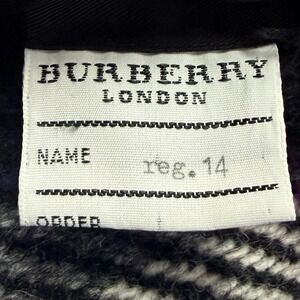 BURBERRY
LONDON
NAME reg. 14
ORDER